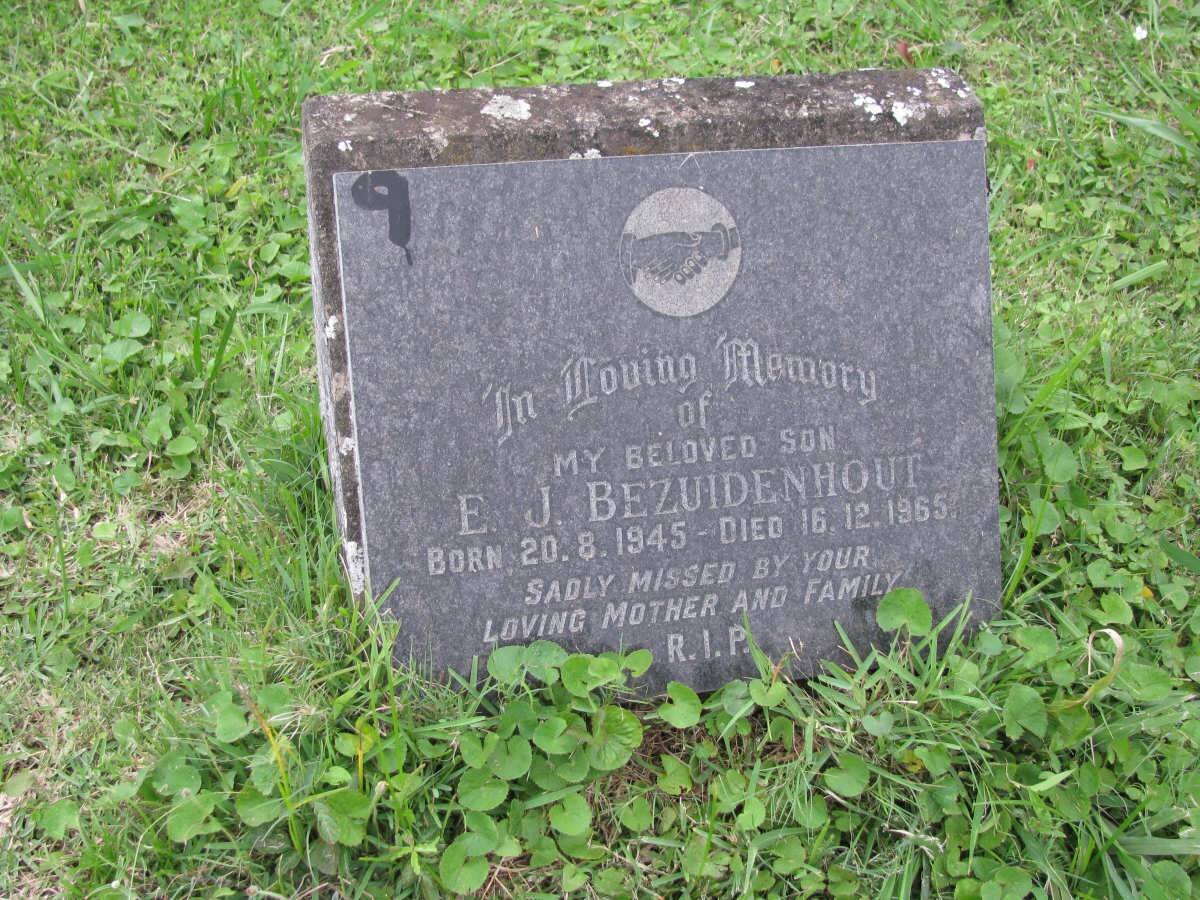 9
In Loving Memory
of
MY BELOVED SON
E. J. BEZUIDENHOUT
BORN 20.8.1945 - DIED 16.12.1965.
SADLY MISSED BY YOUR
LOVING MOTHER AND FAMILY
R.I.P.